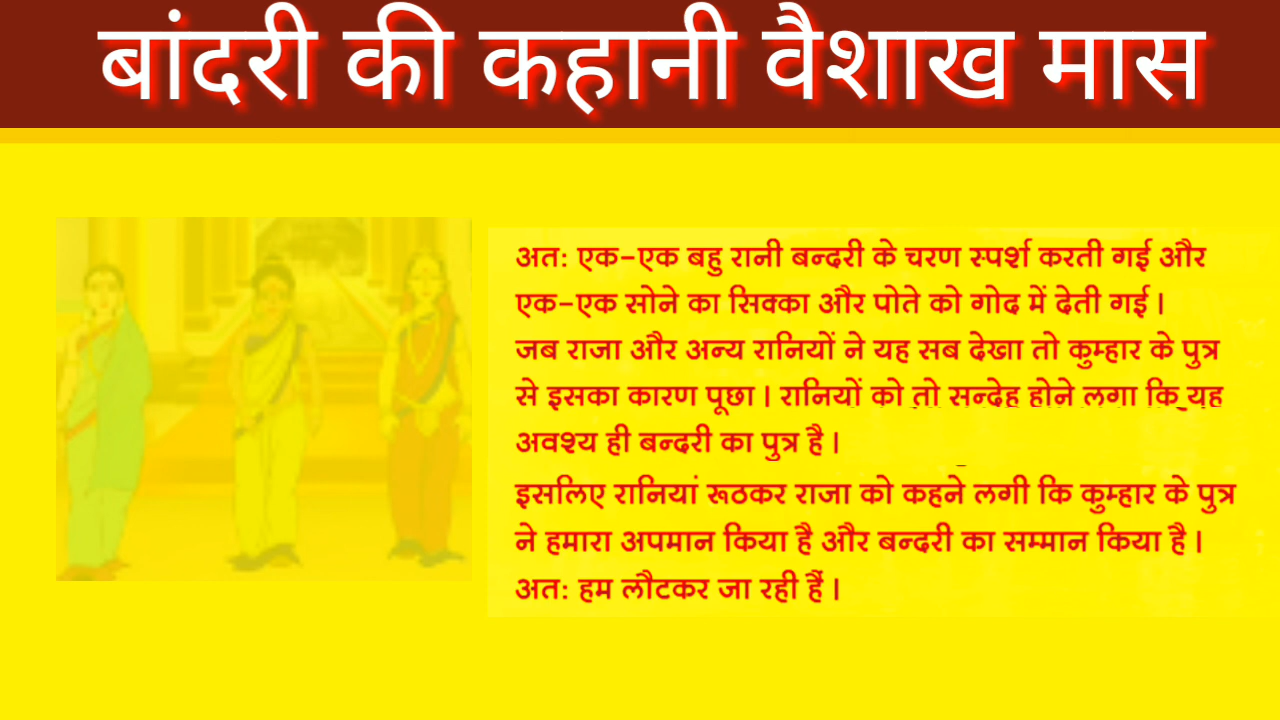 बांदरी की कहानी वैशाख मास
अतः एक-एक बहु रानी बन्दरी के चरण स्पर्श करती गई और
एक-एक सोने का सिक्का और पोते को गोद में देती गई।
जब राजा और अन्य रानियों ने यह सब देखा तो कुम्हार के पुत्र
से इसका कारण पूछा। रानियों को तो सन्देह होने लगा कि यह
अवश्य ही बन्दरी का पुत्र है।
इसलिए रानियां रूठकर राजा को कहने लगी कि कुम्हार के पुत्र
ने हमारा अपमान किया है और बन्दरी का सम्मान किया है।
अतः हम लौटकर जा रही हैं।